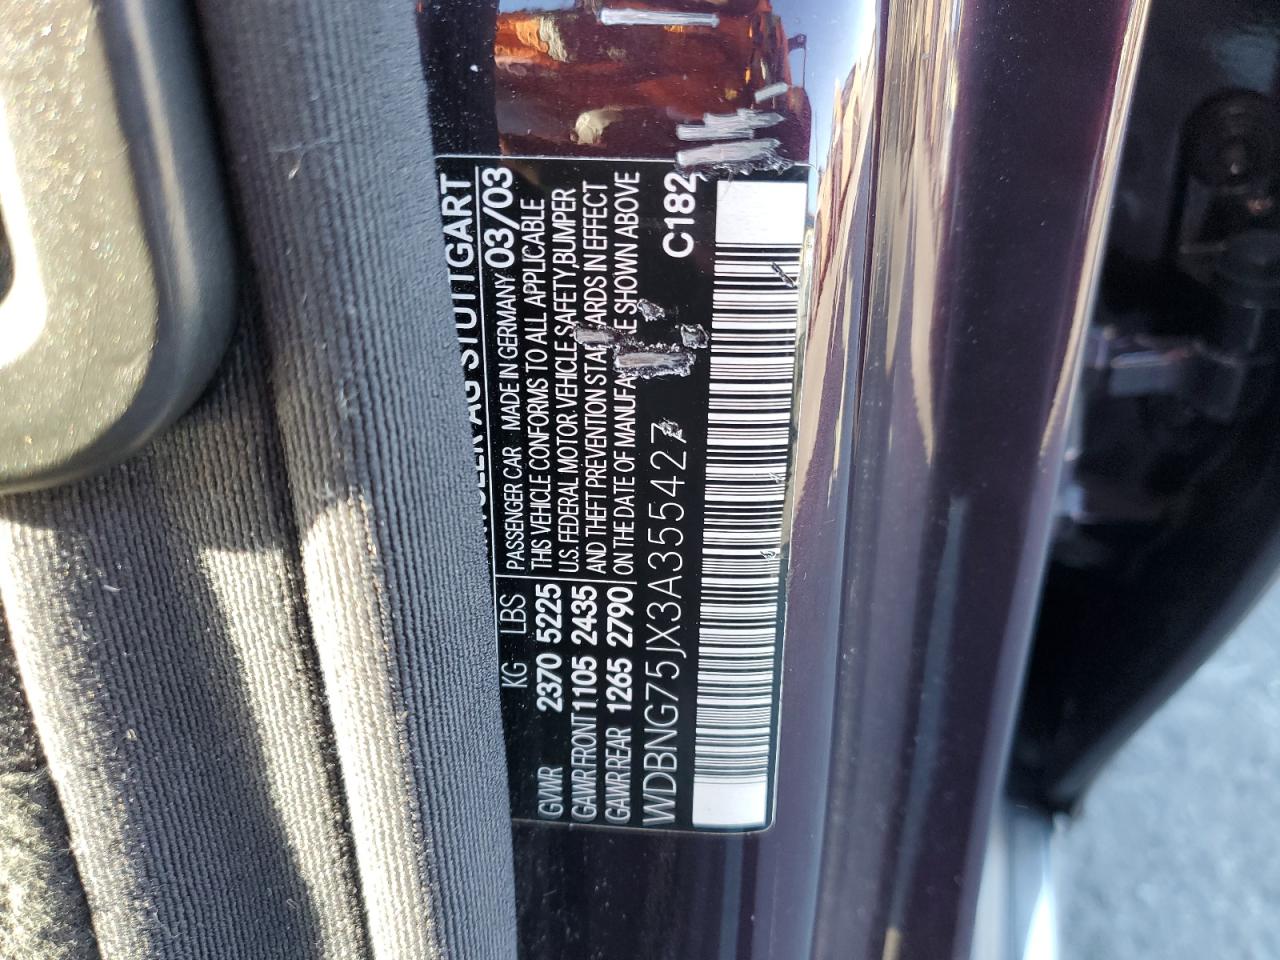 AG STUTTGART
PASSENGER CAR MADE IN GERMANY 03/03
THIS VEHICLE CONFORMS TO ALL APPLICABLE
U.S. FEDERAL MOTOR VEHICLE SAFETY, BUMPER
AND THEFT PREVENTION STA ARDS IN EFFECT
ON THE DATE OF MANUFA E SHOWN ABOVE
KG LBS
GVWR 2370 5225
GAWR FRONT 1105 2435
GAWR REAR 1265 2790
WDBNG75JX3A355427
C182